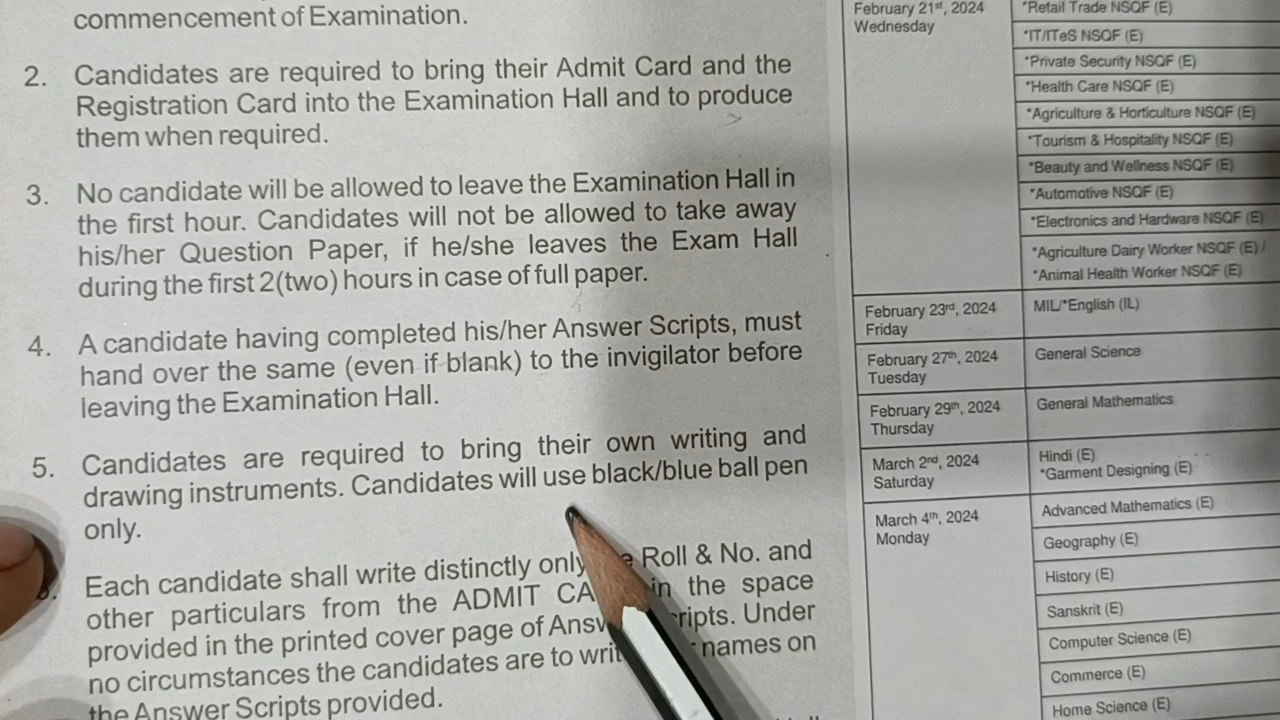 commencement of Examination.
2. Candidates are required to bring their Admit Card and the
Registration Card into the Examination Hall and to produce
them when required.
3. No candidate will be allowed to leave the Examination Hall in
the first hour. Candidates will not be allowed to take away
his/her Question Paper, if he/she leaves the Exam Hall
during the first 2(two) hours in case of full paper.
4. A candidate having completed his/her Answer Scripts, must
hand over the same (even if blank) to the invigilator before
leaving the Examination Hall.
5. Candidates are required to bring their own writing and
drawing instruments. Candidates will use black/blue ball pen
only.
Each candidate shall write distinctly only Roll & No. and
other particulars from the ADMIT in the space
provided in the printed cover page of
no circumstances the candidates are to names on
the Answer Scripts provided.
February 21st, 2024
Wednesday
*Retail Trade NSQF (E)
*IT/ITeS NSQF (E)
*Private Security NSQF (E)
*Health Care NSQF (E)
*Agriculture & Horticulture NSQF (E)
*Tourism & Hospitality NSQF (E)
*Beauty and Wellness NSQF (E)
*Automotive NSQF (E)
*Electronics and Hardware NSQF (E)
*Agriculture Dairy Worker NSQF (E) /
*Animal Health Worker NSQF (E)
February 23rd, 2024
Friday
MIL/*English (IL)
February 27th, 2024
Tuesday
General Science
February 29th, 2024
Thursday
General Mathematics
March 2nd, 2024
Saturday
Hindi (E)
*Garment Designing (E)
March 4th, 2024
Monday
Advanced Mathematics (E)
Geography (E)
History (E)
Sanskrit (E)
Computer Science (E)
Commerce (E)
Home Science (E)